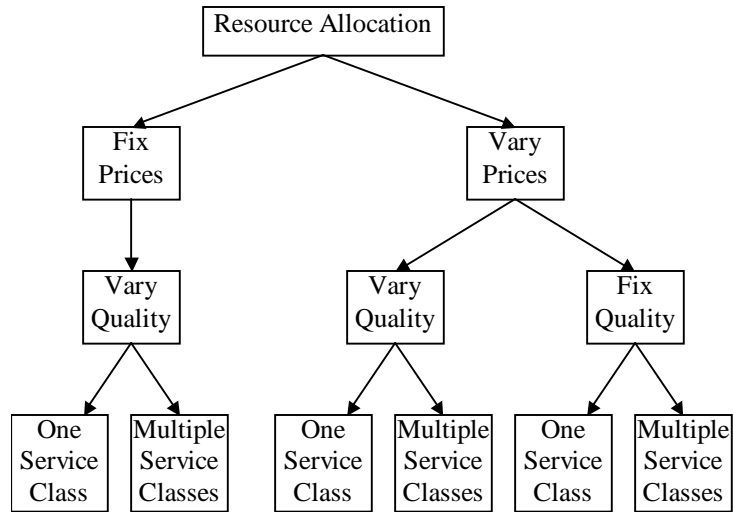 Resource Allocation
Fix
Prices
Vary
Prices
Vary
Quality
Vary
Quality
Fix
Quality
One
Service
Class
Multiple
Service
Classes
One
Service
Class
Multiple
Service
Classes
One
Service
Class
Multiple
Service
Classes